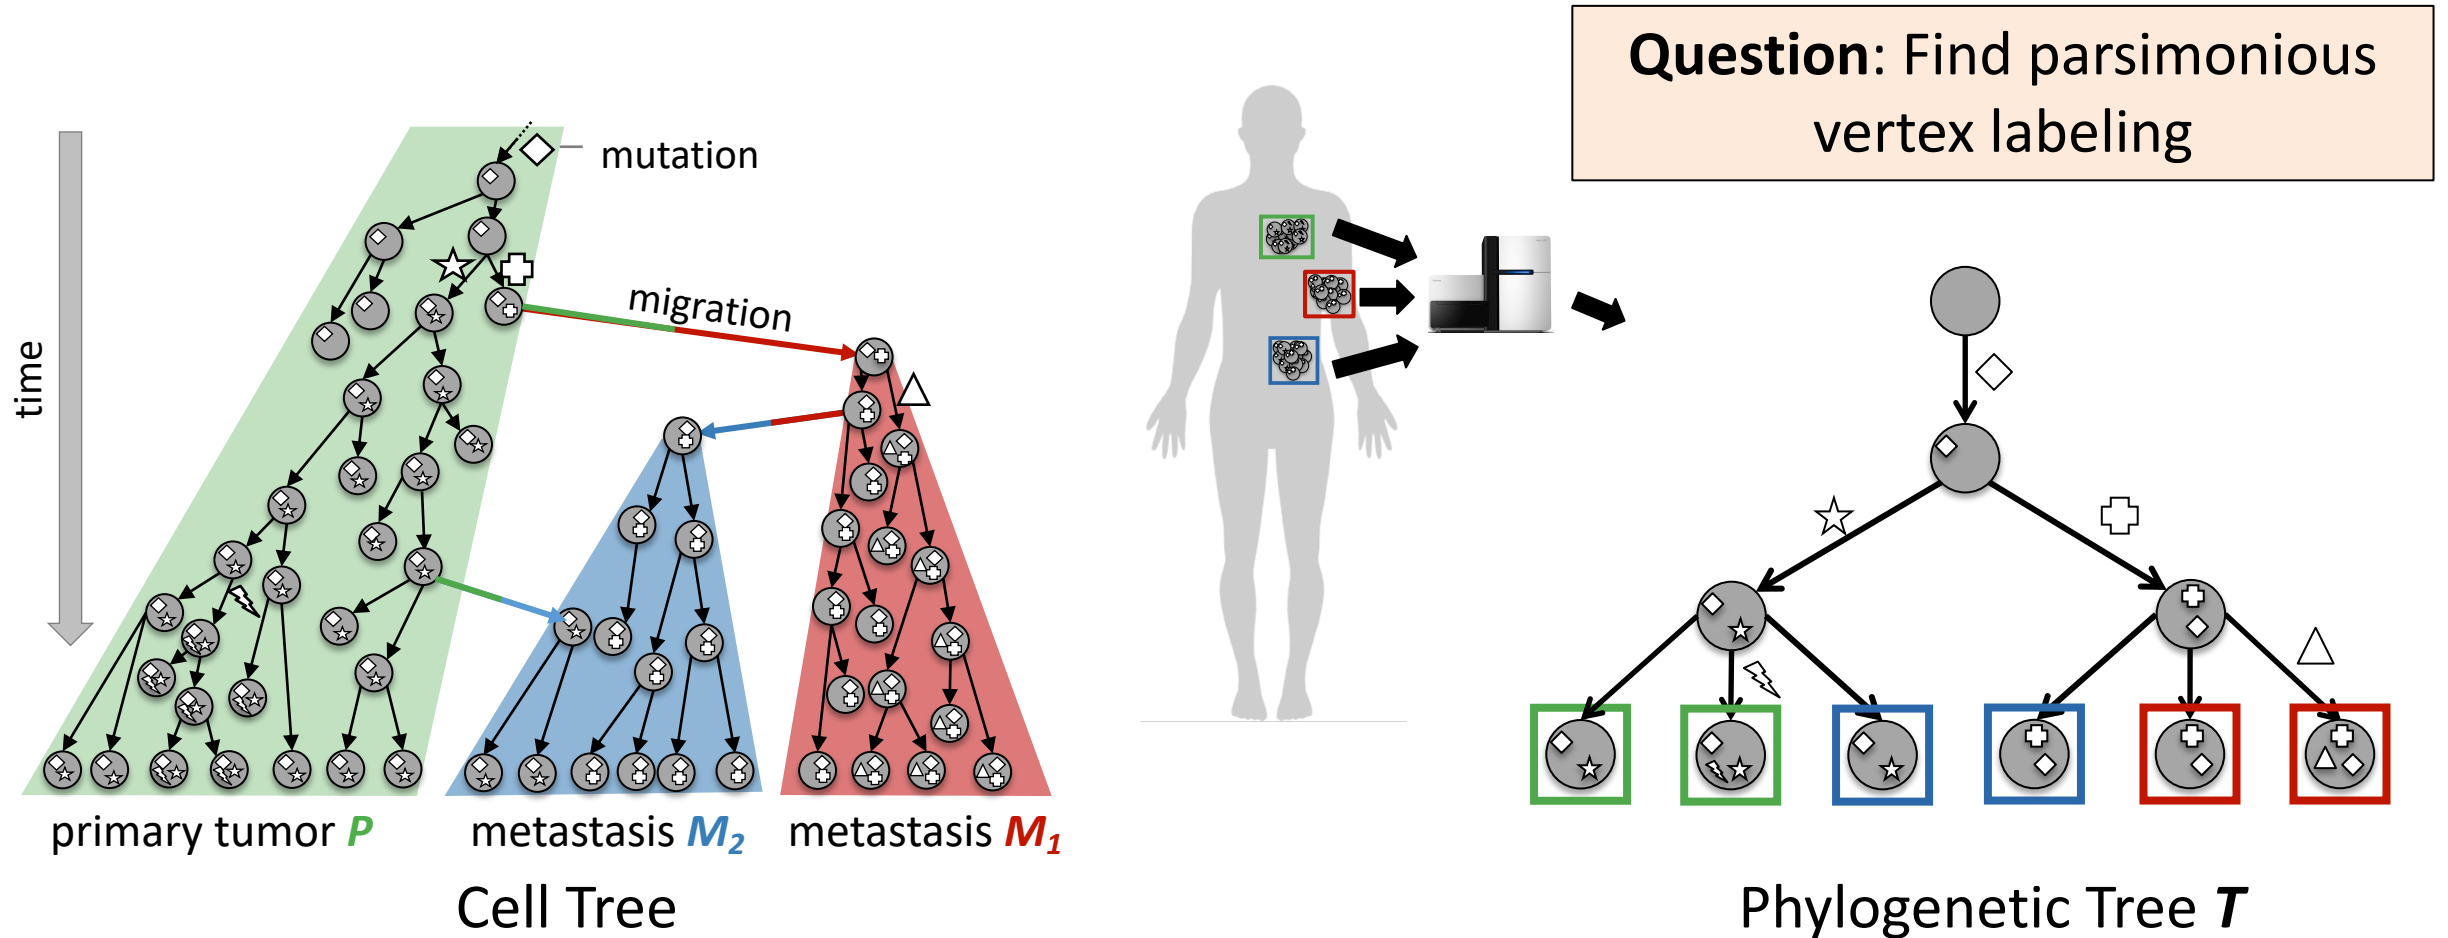 Question: Find parsimonious
vertex labeling
mutation
migration
time
primary tumor P
metastasis M2
metastasis M1
Cell Tree
Phylogenetic Tree T